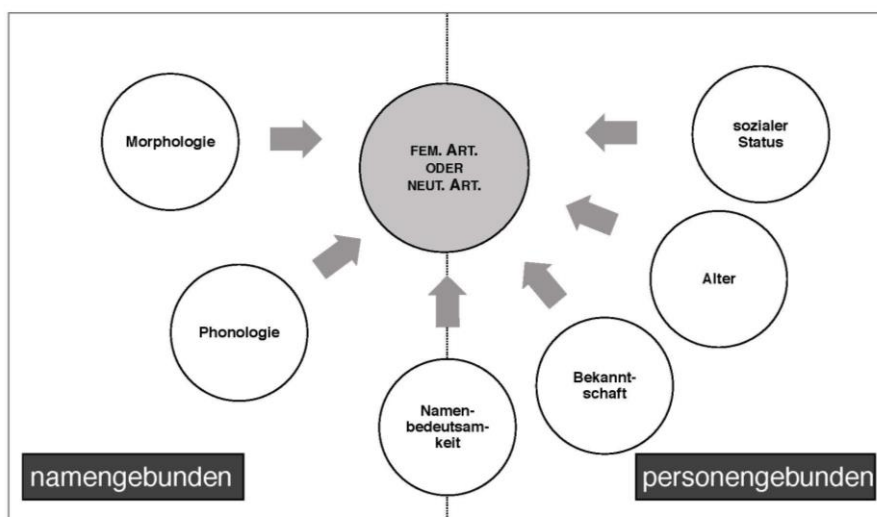 Morphologie
FEM. ART.
ODER
NEUT. ART.
sozialer
Status
Phonologie
Alter
Namen-
bedeutsam-
keit
Bekannt-
schaft
namengebunden
personengebunden